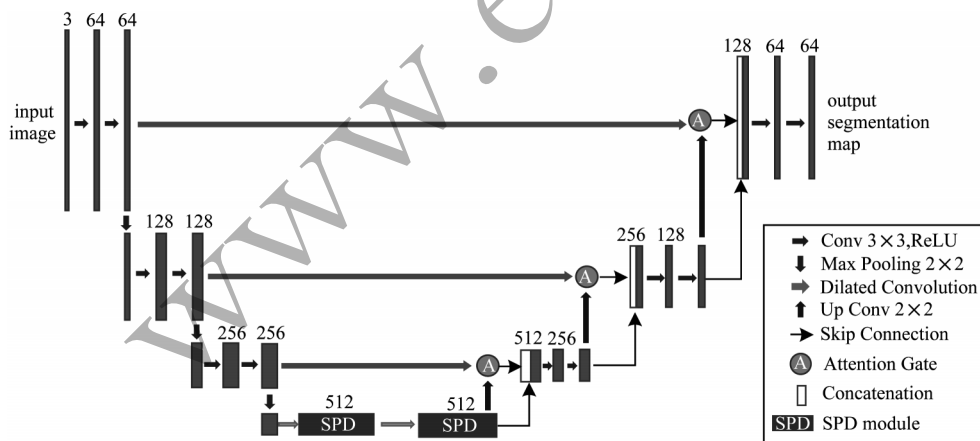 3 64 64
128 64 64
input
image
output
segmentation
map
A
128 128
256 128
A
256 256
512 256
A
512 512
SPD SPD
Conv 3×3,ReLU
Max Pooling 2×2
Dilated Convolution
Up Conv 2×2
Skip Connection
A Attention Gate
Concatenation
SPD SPD module
www.e